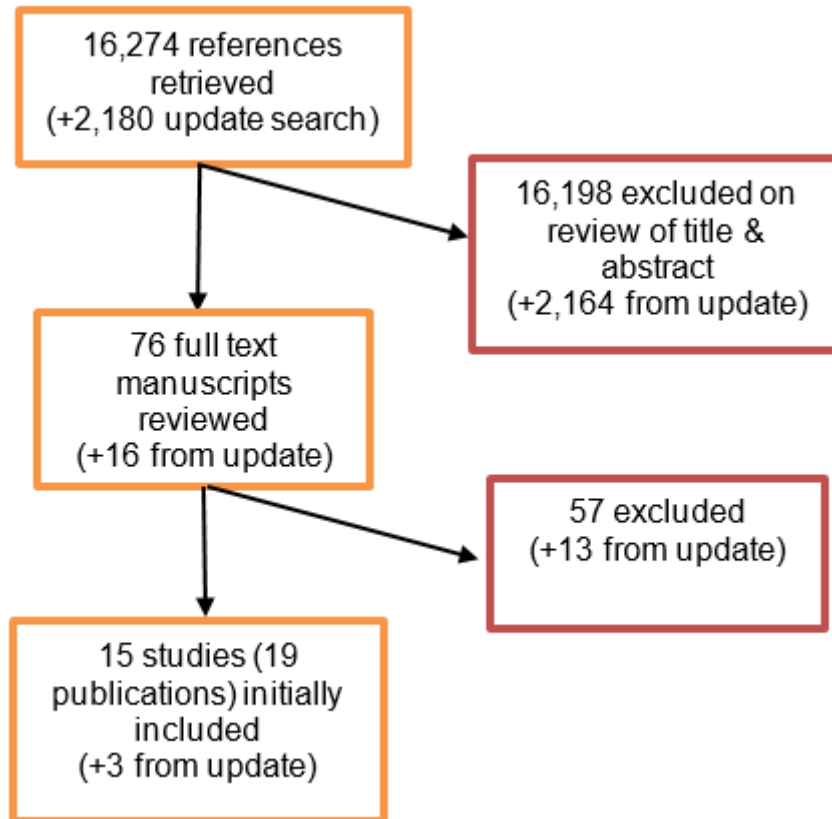 16,274 references
retrieved
(+2,180 update search)
16,198 excluded on
review of title &
abstract
(+2,164 from update)
76 full text
manuscripts
reviewed
(+16 from update)
57 excluded
(+13 from update)
15 studies (19
publications) initially
included
(+3 from update)